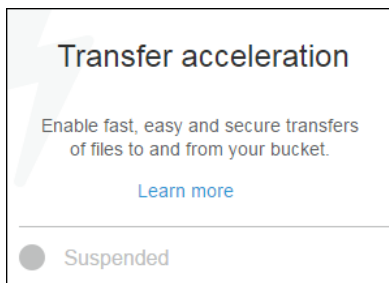 Transfer acceleration
Enable fast, easy and secure transfers
of files to and from your bucket.
Learn more
Suspended